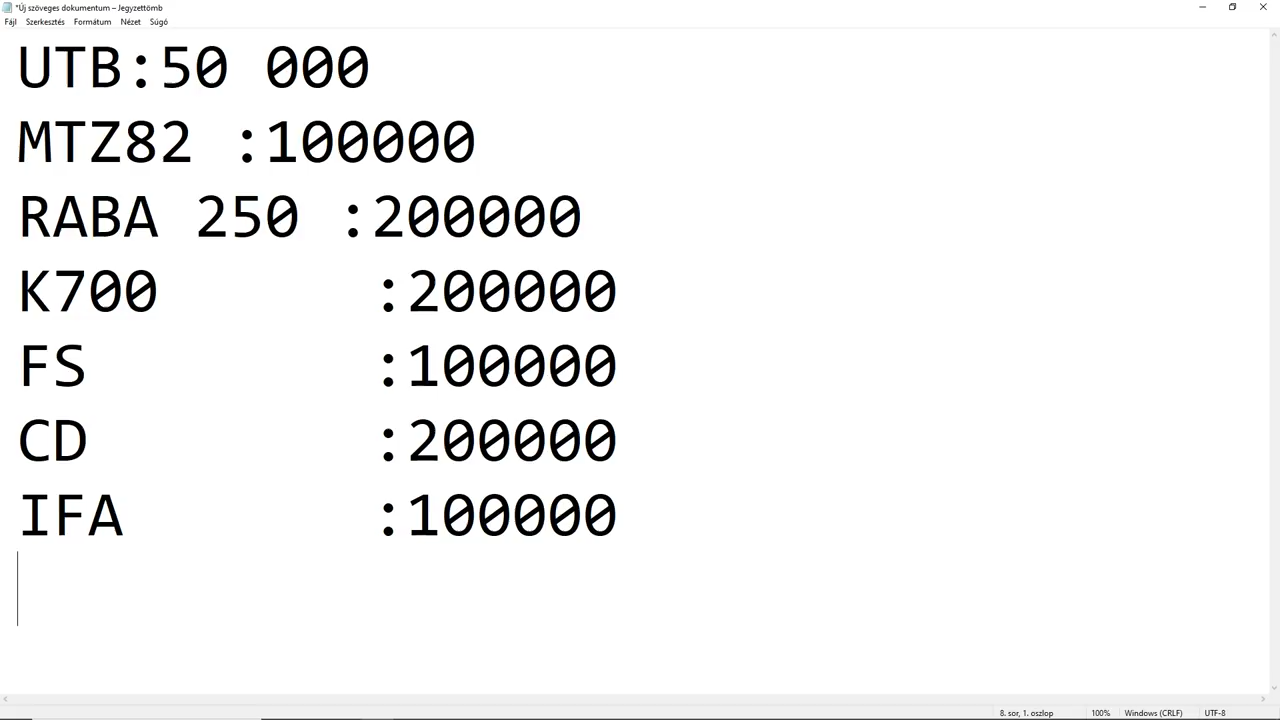 *Új szöveges dokumentum – Jegyzettömb
Fájl Szerkesztés Formátum Nézet Súgó
UTB:50 000
MTZ82 :100000
RABA 250 :200000
K700 :200000
FS :100000
CD :200000
IFA :100000
8. sor, 1. oszlop 100% Windows (CRLF) UTF-8